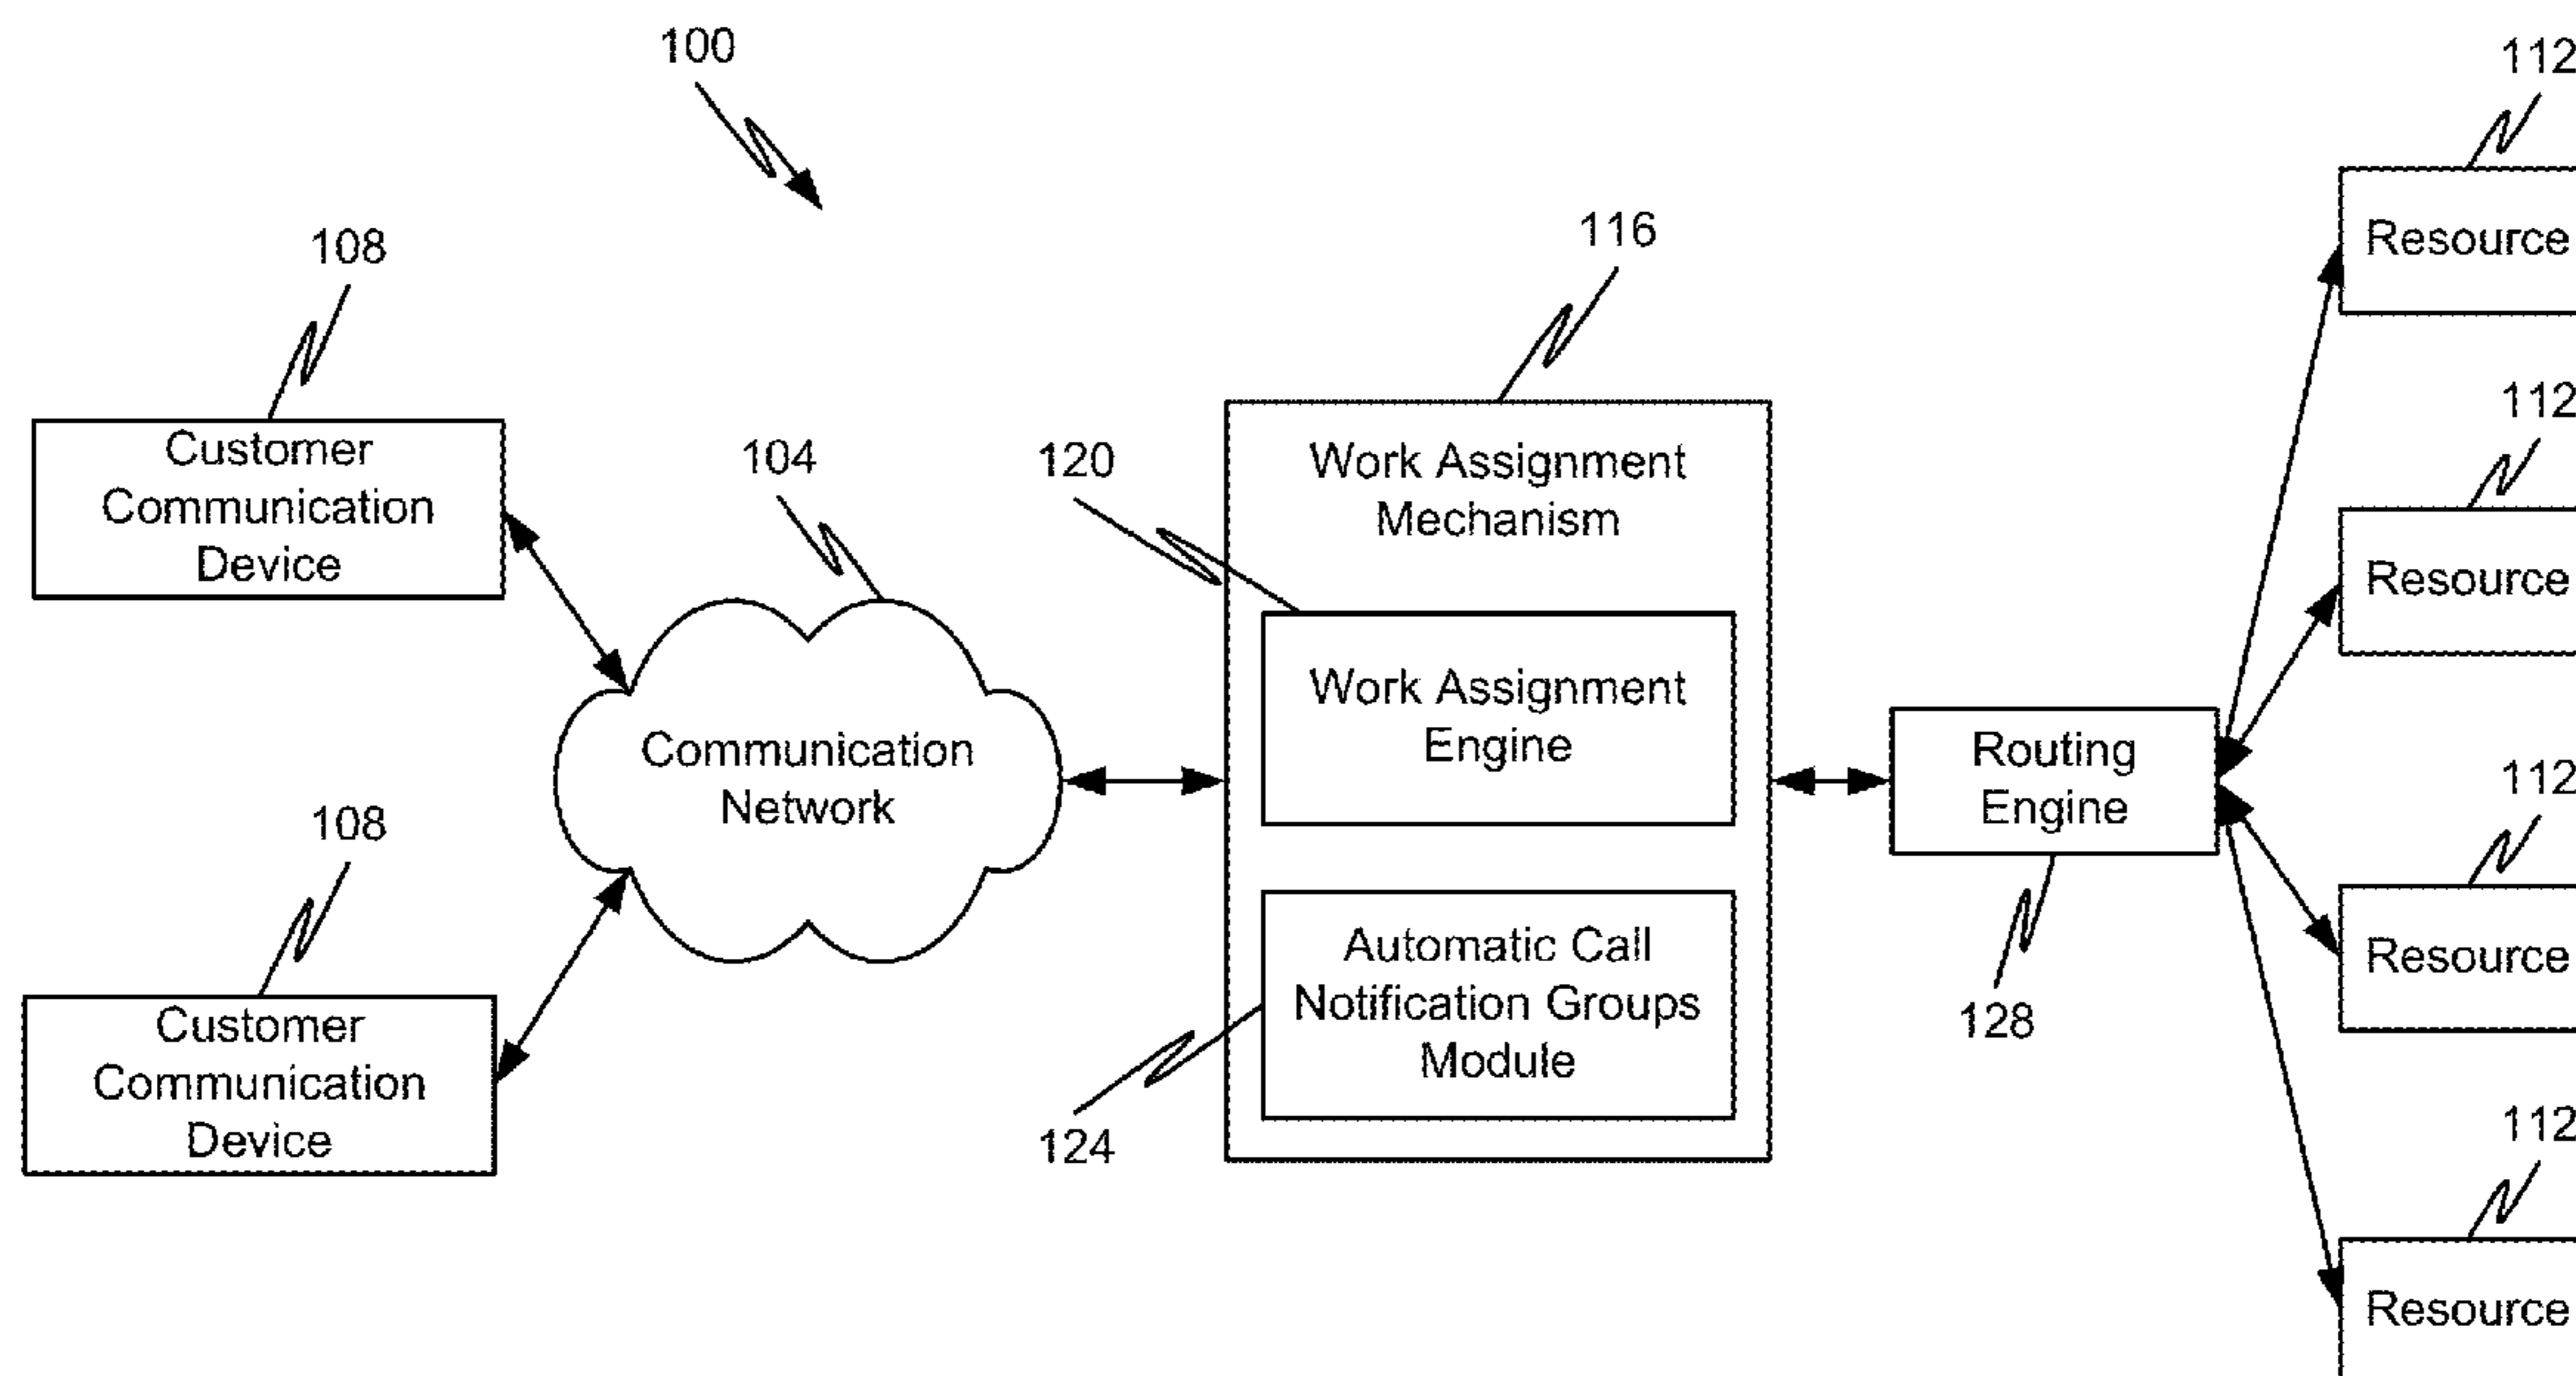 100
112
Resource
108
116
Customer
Communication
Device
104
120
Work Assignment
Mechanism
112
Resource
Work Assignment
Engine
Communication
Network
Routing
Engine
128
108
Customer
Communication
Device
Automatic Call
Notification Groups
Module
124
112
Resource
112
Resource